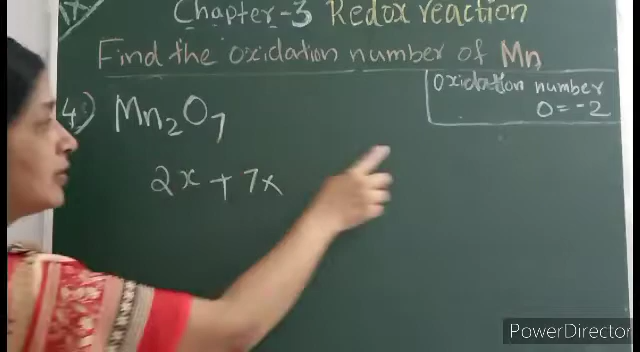 Chapter-3 Redox reaction
Find the oxidation number of Mn
oxidation number
O = -2
4) Mn₂O₇
2x + 7x
PowerDirector